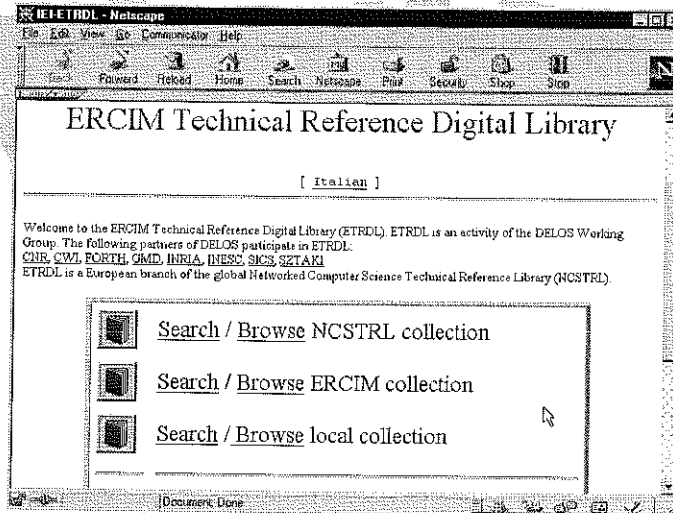 IEI-ETRDL - Netscape
File Edit View Go Communicator Help
Forward Reload Home Search Netscape Print Security Shop Stop
N
ERCIM Technical Reference Digital Library
[ Italian ]
Welcome to the ERCIM Technical Reference Digital Library (ETRDL). ETRDL is an activity of the DELOS Working
Group. The following partners of DELOS participate in ETRDL:
CNR, CWI, FORTH, GMD, INRIA, INESC, SICS, SZTAKI
ETRDL is a European branch of the global Networked Computer Science Technical Reference Library (NCSTRL).
Search / Browse NCSTRL collection
Search / Browse ERCIM collection
Search / Browse local collection
Document: Done